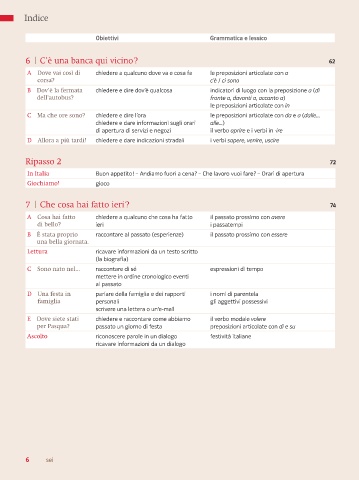 Indice
Obiettivi Grammatica e lessico
6 | C'è una banca qui vicino? 62
A Dove vai così di corsa? chiedere a qualcuno dove va e cosa fa le preposizioni articolate con a
c'è / ci sono
B Dov'è la fermata dell'autobus? chiedere e dire dov'è qualcosa indicatori di luogo con la preposizione a (di
fronte a, davanti a, accanto a)
le preposizioni articolate con in
C Ma che ore sono? chiedere e dire l'ora le preposizioni articolate con da e a (dalle...
chiedere e dare informazioni sugli orari alle...)
di apertura di servizi e negozi il verbo aprire e i verbi in -ire
D Allora a più tardi! chiedere e dare indicazioni stradali i verbi sapere, venire, uscire
Ripasso 2 72
In Italia Buon appetito! - Andiamo fuori a cena? - Che lavoro vuoi fare? - Orari di apertura
Giochiamo! gioco
7 | Che cosa hai fatto ieri? 74
A Cosa hai fatto chiedere a qualcuno che cosa ha fatto il passato prossimo con avere
di bello? ieri i passatempi
B È stata proprio raccontare al passato (esperienze) il passato prossimo con essere
una bella giornata.
Lettura ricavare informazioni da un testo scritto
(la biografia)
C Sono nato nel... raccontare di sé espressioni di tempo
mettere in ordine cronologico eventi
al passato
D Una festa in parlare della famiglia e dei rapporti i nomi di parentela
famiglia personali gli aggettivi possessivi
scrivere una lettera o un'e-mail
E Dove siete stati chiedere e raccontare come abbiamo il verbo modale volere
per Pasqua? passato un giorno di festa preposizioni articolate con di e su
Ascolto riconoscere parole in un dialogo festività italiane
ricavare informazioni da un dialogo
6 sei